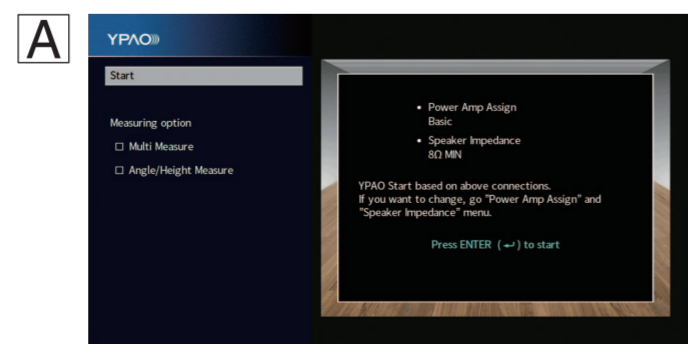 A
YPAO
Start
Measuring option
Multi Measure
Angle/Height Measure
• Power Amp Assign
Basic
• Speaker Impedance
8Ω MIN
YPAO Start based on above connections.
If you want to change, go "Power Amp Assign" and
"Speaker Impedance" menu.
Press ENTER (↵) to start